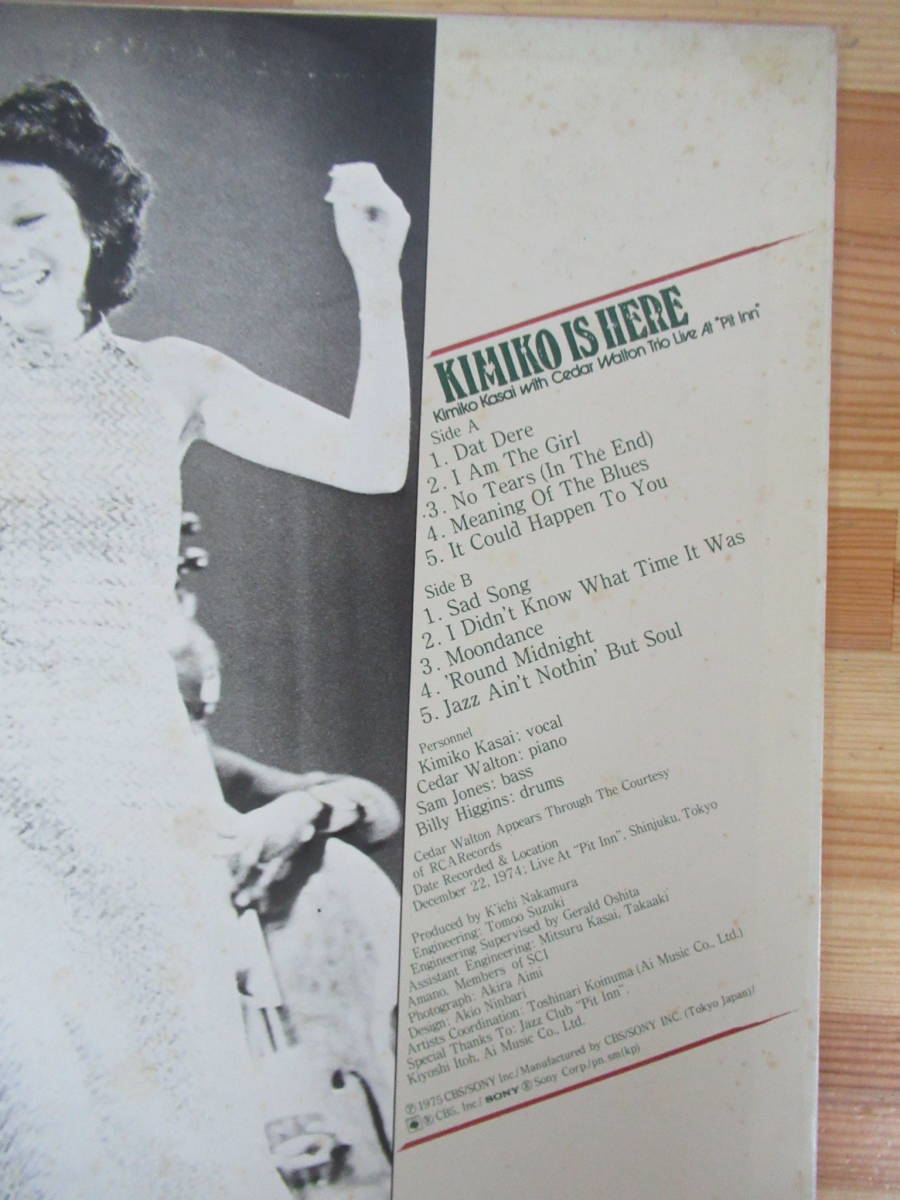 KIMIKO IS HERE
Kimiko Kasai with Cedar Walton Trio Live At "Pit Inn"
Side A
1. Dat Dere
2. I Am The Girl
3. No Tears (In The End)
4. Meaning Of The Blues
5. It Could Happen To You
Side B
1. Sad Song
2. I Didn't Know What Time It Was
3. Moondance
4. 'Round Midnight
5. Jazz Ain't Nothin' But Soul
Personnel
Kimiko Kasai: vocal
Cedar Walton: piano
Sam Jones: bass
Billy Higgins: drums
Cedar Walton Appears Through The Courtesy
of RCA Records
Date Recorded & Location
December 22, 1974; Live At "Pit Inn", Shinjuku, Tokyo
Produced by K'ichi Nakamura
Engineering: Tomoo Suzuki
Engineering Supervised by Gerald Oshita
Assistant Engineering: Mitsuru Kasai, Takaaki
Amano, Members of SCI
Photograph: Akira Aimi
Design: Akio Ninbari
Artists Coordination: Toshinari Koinuma (Ai Music Co., Ltd.)
Special Thanks To: Jazz Club "Pit Inn".
Kiyoshi Itoh, Ai Music Co., Ltd.
℗ 1975 CBS/SONY Inc./Manufactured by CBS/SONY INC. (Tokyo Japan)/
® CBS, Inc./ SONY ® Sony Corp./pn. sm(kp)